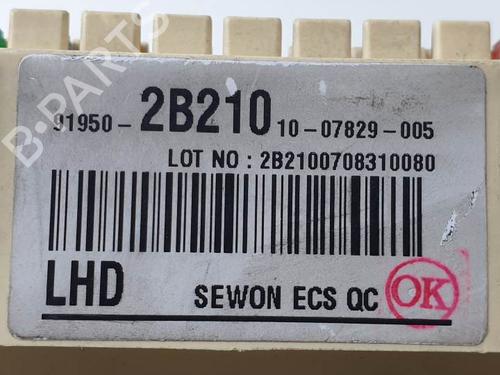 91950-2B210 10-07829-005
LOT NO : 2B2100708310080
LHD SEWON ECS QC OK
B-PARTS